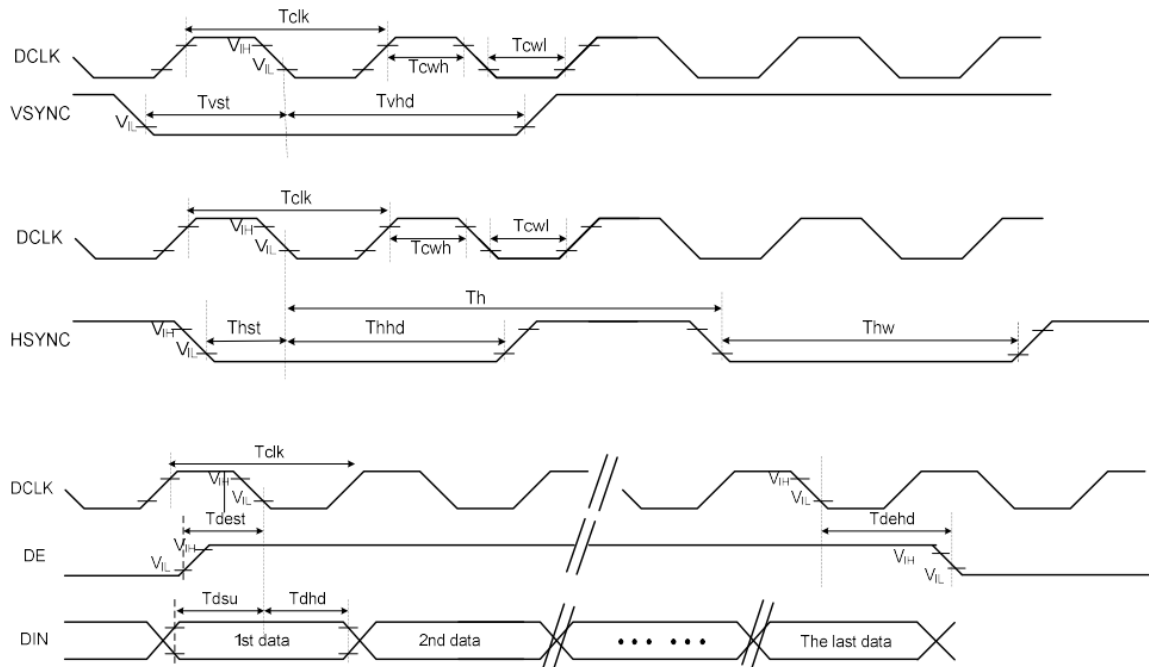 Tclk
DCLK
VIH
VIL
Tcwh
Tcwl
VSYNC
VIL
Tvst
Tvhd
Tclk
DCLK
VIH
VIL
Tcwh
Tcwl
Th
HSYNC
VIH
VIL
Thst
Thhd
Thw
Tclk
DCLK
VIH
VIL
VIH
VIL
Tdest
Tdehd
DE
VIH
VIL
VIH
VIL
Tdsu
Tdhd
DIN
1st data
2nd data
•••• •••
The last data